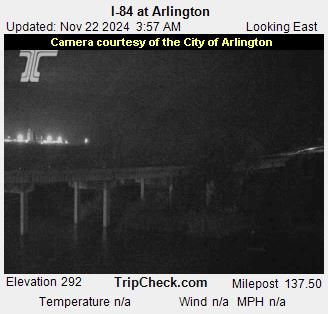 I-84 at Arlington
Updated: Nov 22 2024 3:57 AM Looking East
Camera courtesy of the City of Arlington
Elevation 292 TripCheck.com Milepost 137.50
Temperature n/a Wind n/a MPH n/a